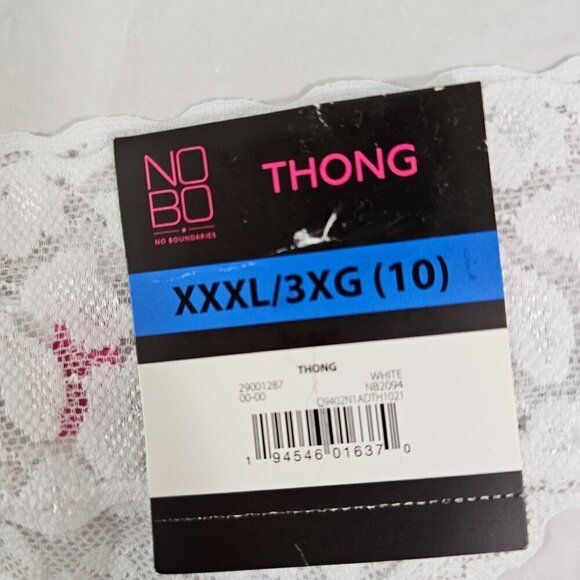 NO
BO
NO BOUNDARIES
THONG
XXXL/3XG (10)
THONG
29001287
WHITE
00-00
NB2094
C9402N1ADTH1021
1 94546 01637 0